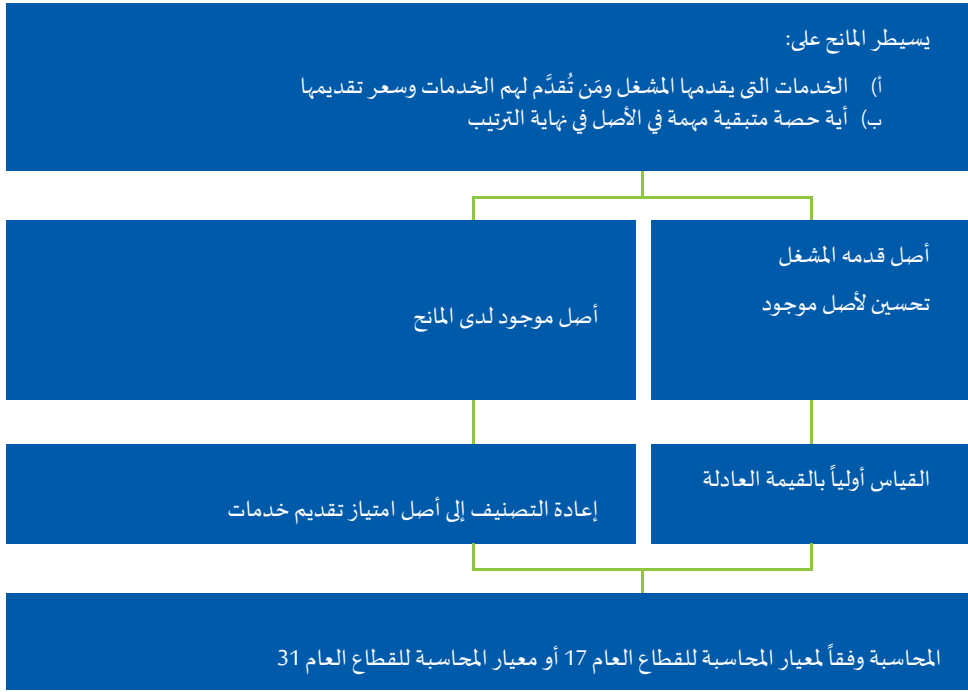 يسيطر المانح على:
أ) الخدمات التى يقدمها المشغل ومَن تُقدَّم لهم الخدمات وسعر تقديمها
ب) أية حصة متبقية مهمة في الأصل في نهاية الترتيب
أصل قدمه المشغل
تحسين لأصل موجود
أصل موجود لدى المانح
القياس أولياً بالقيمة العادلة
إعادة التصنيف إلى أصل امتياز تقديم خدمات
المحاسبة وفقاً لمعيار المحاسبة للقطاع العام 17 أو معيار المحاسبة للقطاع العام 31